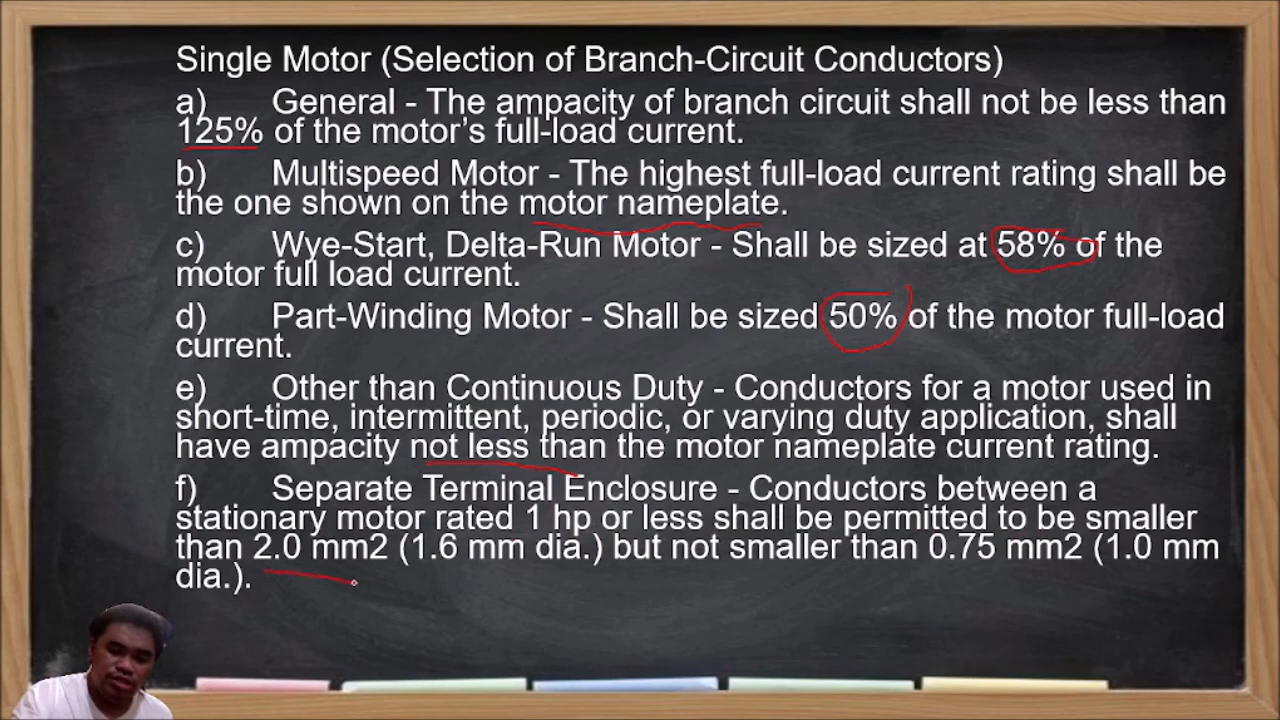 Single Motor (Selection of Branch-Circuit Conductors)
a) General - The ampacity of branch circuit shall not be less than
125% of the motor's full-load current.
b) Multispeed Motor - The highest full-load current rating shall be
the one shown on the motor nameplate.
c) Wye-Start, Delta-Run Motor - Shall be sized at 58% of the
motor full load current.
d) Part-Winding Motor - Shall be sized 50% of the motor full-load
current.
e) Other than Continuous Duty - Conductors for a motor used in
short-time, intermittent, periodic, or varying duty application, shall
have ampacity not less than the motor nameplate current rating.
f) Separate Terminal Enclosure - Conductors between a
stationary motor rated 1 hp or less shall be permitted to be smaller
than 2.0 mm2 (1.6 mm dia.) but not smaller than 0.75 mm2 (1.0 mm
dia.).